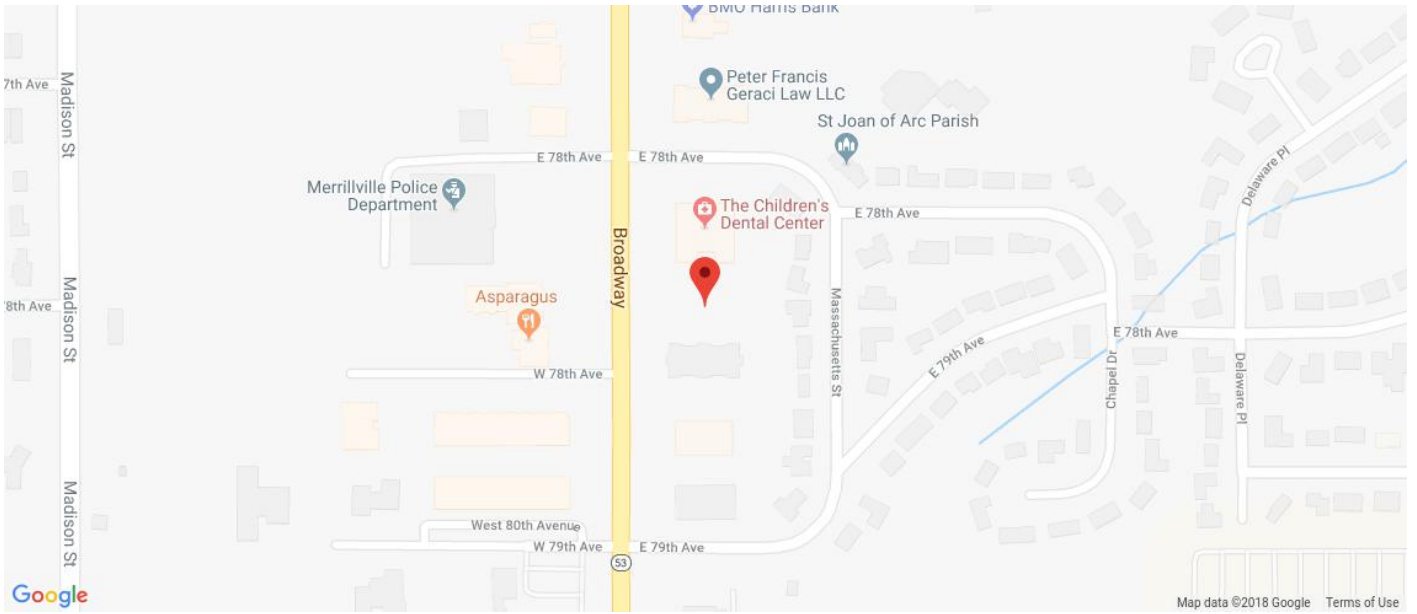 BMO Harris Bank
7th Ave
Madison St
Peter Francis
Geraci Law LLC
St Joan of Arc Parish
E 78th Ave
E 78th Ave
Delaware Pl
Merrillville Police
Department
The Children's
Dental Center
E 78th Ave
Broadway
Madison St
8th Ave
Asparagus
Massachusetts St
E 79th Ave
E 78th Ave
W 78th Ave
Chapel Dr
Delaware Pl
Madison St
West 80th Avenue
W 79th Ave
E 79th Ave
53
Google
Map data ©2018 Google Terms of Use